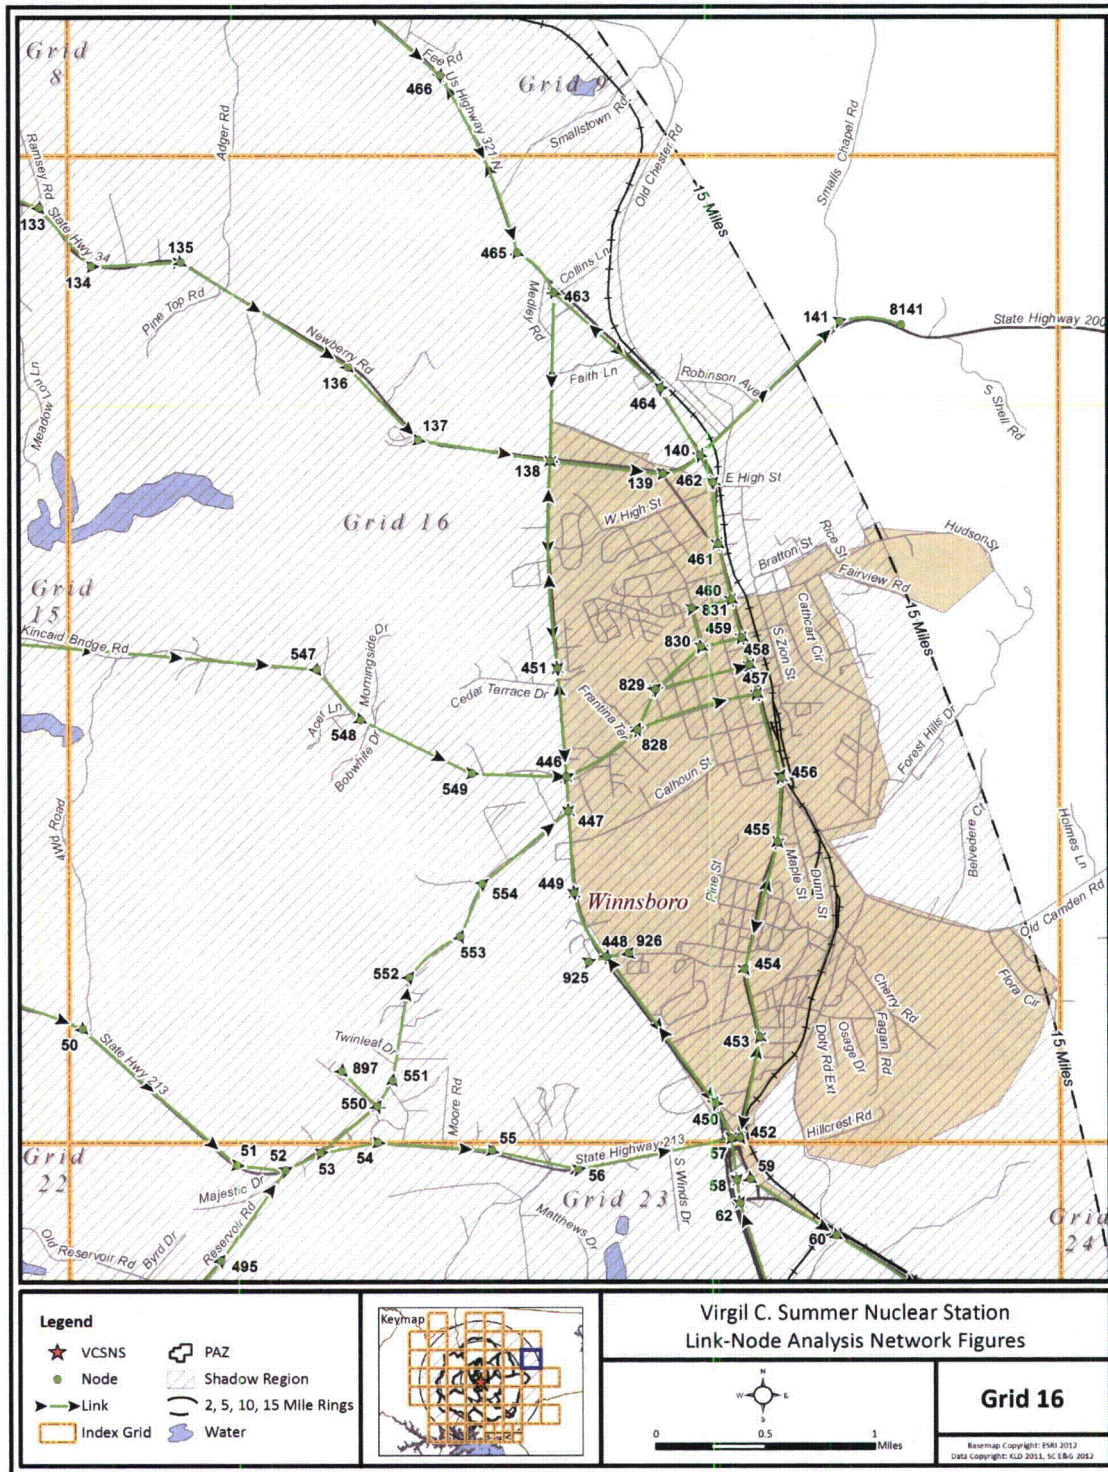 Grid 8
Fee Rd
466
Us Highway 321 N
Grid 9
Smallstown Rd
Adger Rd
Old Chester Rd
Smalls Chapel Rd
Ramsey Rd
15 Miles
133
State Hwy 34
134
135
465
Collins Ln
463
Medley Rd
Pine Top Rd
141
8141
State Highway 200
Newberry Rd
136
Faith Ln
464
Robinson Ave
S Shell Rd
Meadow Lou Ln
137
138
140
139
462
E High St
Grid 16
W High St
461
Bratton St
Rice St
Hudson St
Fairview Rd
15 Miles
Grid 15
460
831
Cathcart Cir
459
830
458
S Zion St
Kincaid Bridge Rd
547
Morningside Dr
451
Cedar Terrace Dr
829
457
Frantina Ter
Acer Ln
548
Bobwhite Dr
828
Forest Hills Dr
446
549
Calhoun St
456
447
4Wd Road
455
Belvedere Ct
Holmes Ln
Pine St
Maple St
Dunn St
554
449
Winnsboro
Old Camden Rd
553
448
926
925
552
454
Flora Cir
Cherry Rd
Fagan Rd
Osage Dr
Doty Rd Ext
50
State Hwy 213
Twinleaf Dr
897
453
15 Miles
551
550
Moore Rd
450
452
Hillcrest Rd
Grid 22
51
52
53
54
55
State Highway 213
56
57
59
58
Majestic Dr
Grid 23
S Winds Dr
62
60
Grid 24
Old Reservoir Rd
Byrd Dr
Reservoir Rd
495
Matthews Dr
Legend
VCSNS
PAZ
Node
Shadow Region
Link
2, 5, 10, 15 Mile Rings
Index Grid
Water
Keymap
Virgil C. Summer Nuclear Station
Link-Node Analysis Network Figures
N
W
E
S
0
0.5
1
Miles
Grid 16
Basemap Copyright: ESRI 2012
Data Copyright: KLD 2011, SC E&G 2012